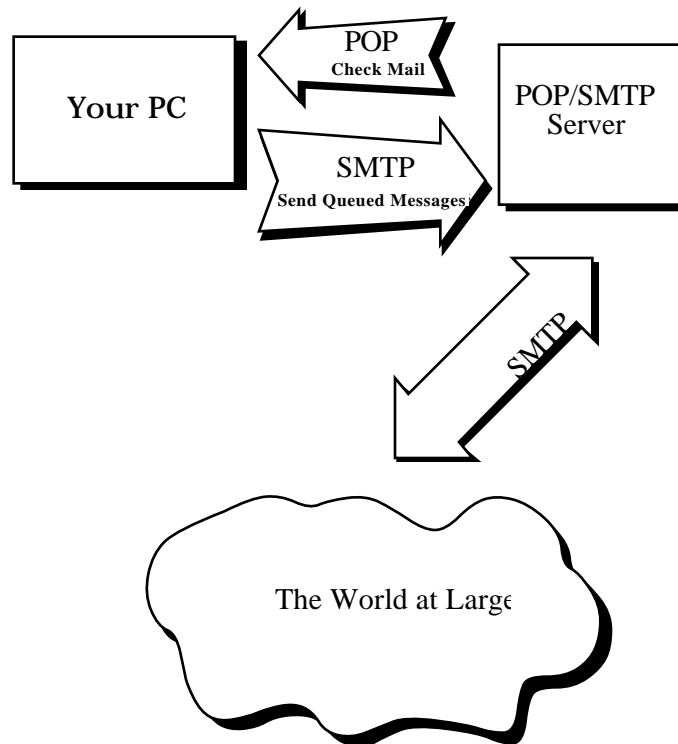 POP
Check Mail
Your PC
POP/SMTP
Server
SMTP
Send Queued Messages
SMTP
The World at Large